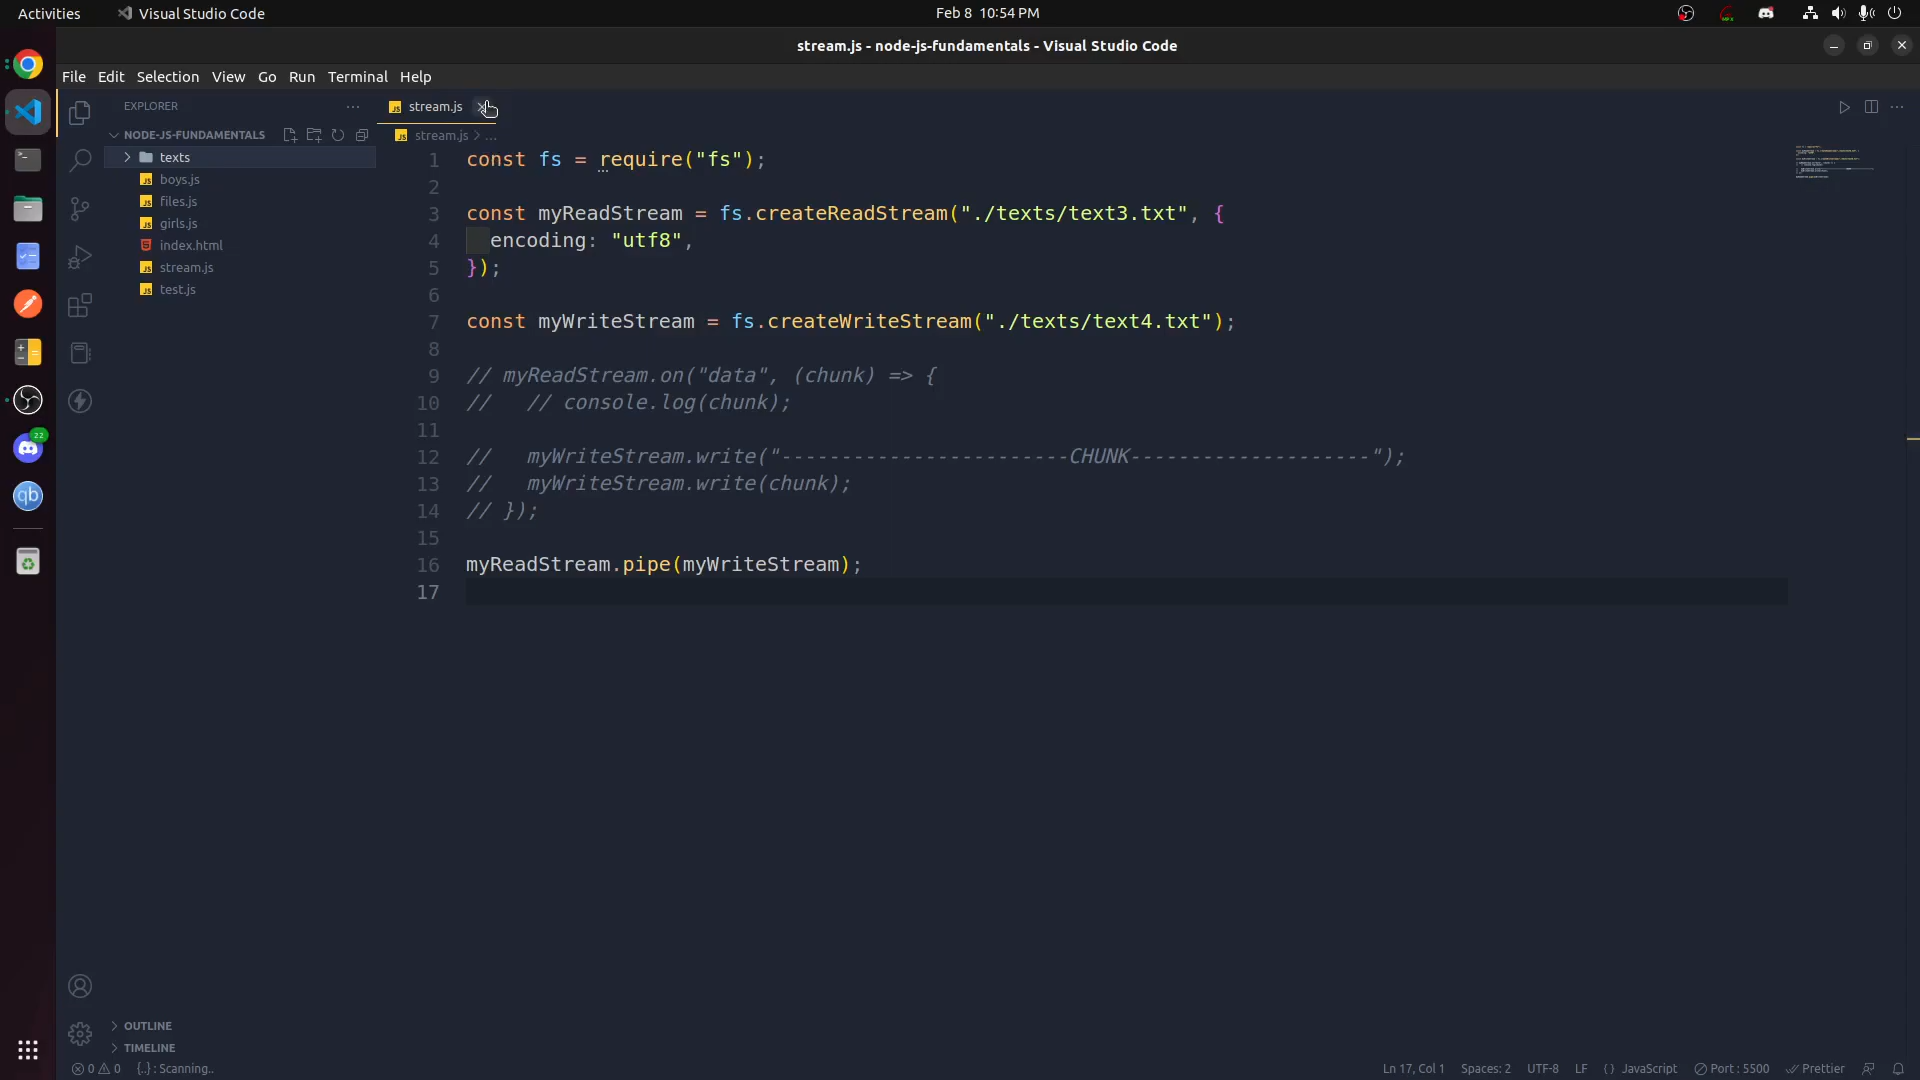 Activities
Visual Studio Code
Feb 8 10:54 PM
stream.js - node-js-fundamentals - Visual Studio Code
File Edit Selection View Go Run Terminal Help
EXPLORER
NODE-JS-FUNDAMENTALS
texts
boys.js
files.js
girls.js
index.html
stream.js
test.js
OUTLINE
TIMELINE
22
qb
stream.js
stream.js > ...
1 const fs = require("fs");
2
3 const myReadStream = fs.createReadStream("./texts/text3.txt", {
4 encoding: "utf8",
5 });
6
7 const myWriteStream = fs.createWriteStream("./texts/text4.txt");
8
9 // myReadStream.on("data", (chunk) => {
10 // // console.log(chunk);
11
12 // myWriteStream.write("------------------------CHUNK--------------------");
13 // myWriteStream.write(chunk);
14 // });
15
16 myReadStream.pipe(myWriteStream);
17
0 0 {..} : Scanning..
Ln 17, Col 1 Spaces: 2 UTF-8 LF { } JavaScript Port : 5500 Prettier